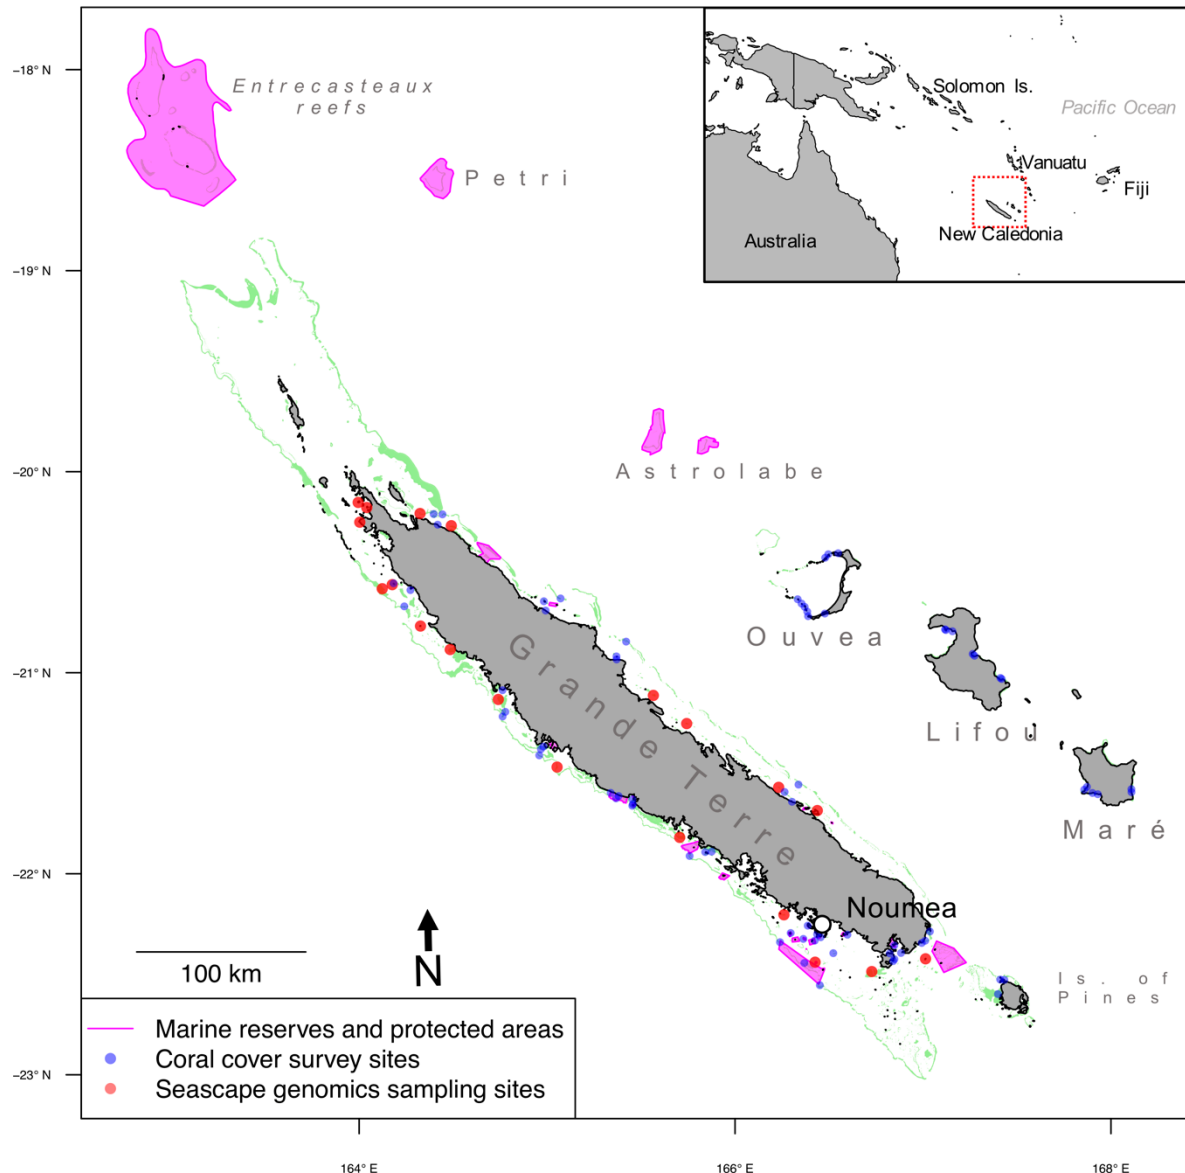 −18° N
−19° N
−20° N
−21° N
−22° N
−23° N
Entrecasteaux
reefs
Petri
Solomon Is.
Pacific Ocean
Vanuatu
Fiji
New Caledonia
Australia
Astrolabe
Ouvea
Lifou
Maré
Grande Terre
Noumea
Is. of
Pines
100 km
N
Marine reserves and protected areas
Coral cover survey sites
Seascape genomics sampling sites
164° E
166° E
168° E